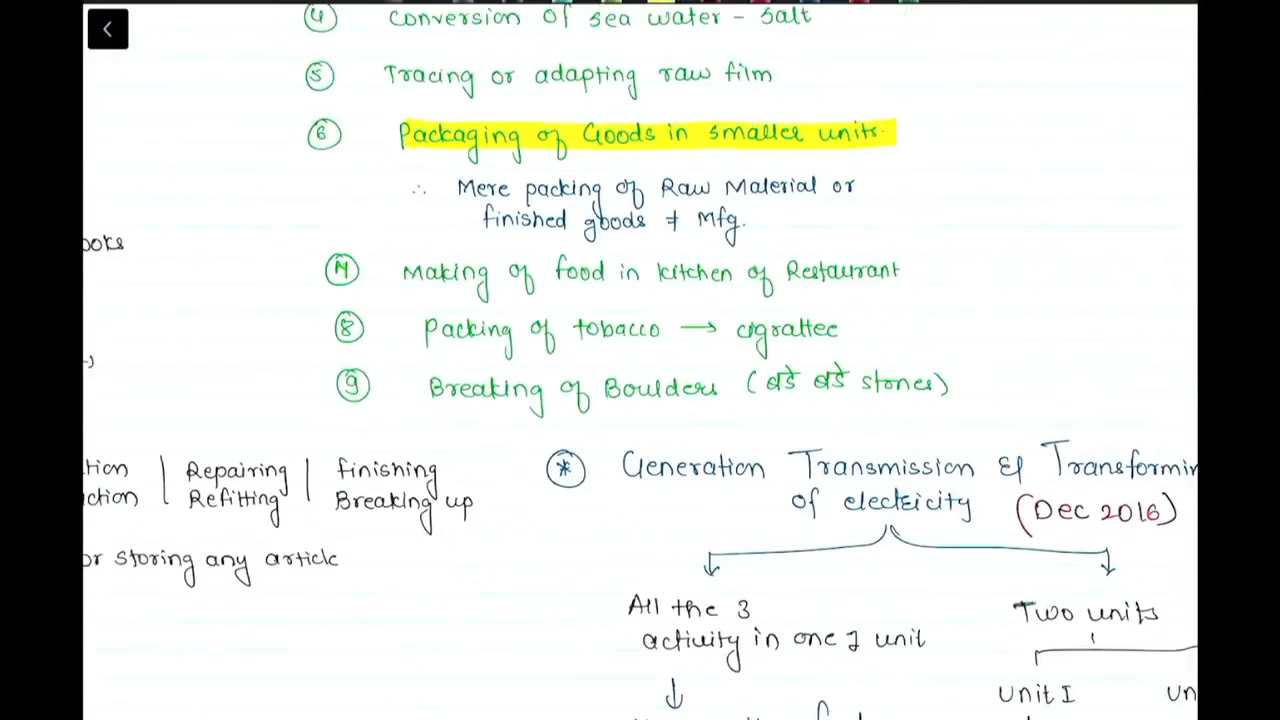 ④ Conversion of sea water - salt
⑤ Tracing or adapting raw film
⑥ Packaging of Goods in smaller units.
∴ Mere packing of Raw Material or
finished goods ≠ Mfg.
ooks
⑦ Making of food in kitchen of Restaurant
⑧ Packing of tobacco → cigrattee
-)
⑨ Breaking of Boulders (बडे बडे stones)
tion | Repairing | finishing
uction | Refitting | Breaking up
or storing any article
* Generation Transmission & Transformin
of electricity (Dec 2016)
All the 3
activity in one unit
Two units
Unit I
Un